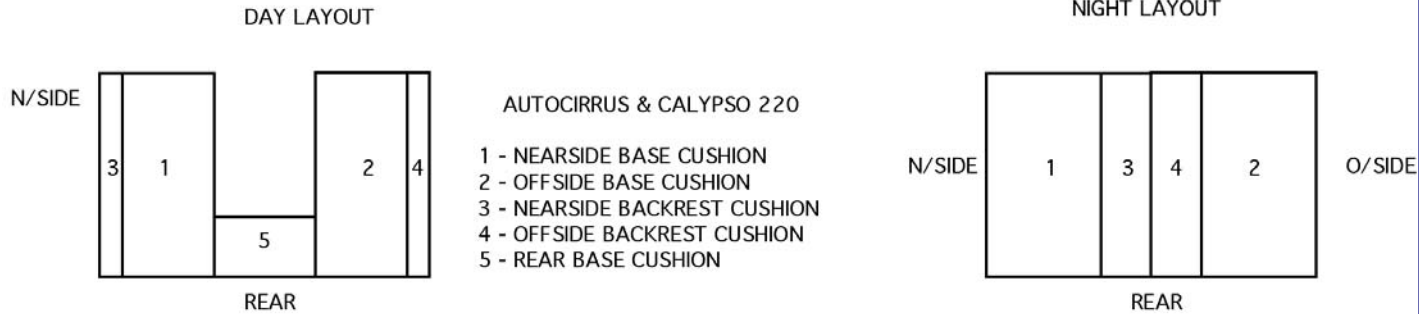 DAY LAYOUT
N/SIDE
3
1
2
4
5
REAR
AUTOCIRRUS & CALYPSO 220
1 - NEARSIDE BASE CUSHION
2 - OFFSIDE BASE CUSHION
3 - NEARSIDE BACKREST CUSHION
4 - OFFSIDE BACKREST CUSHION
5 - REAR BASE CUSHION
NIGHT LAYOUT
N/SIDE
1
3
4
2
O/SIDE
REAR